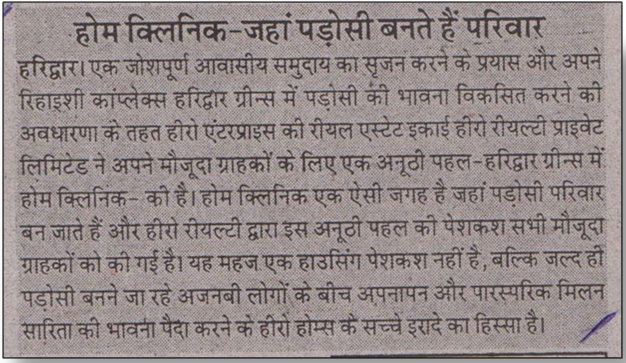 होम क्लिनिक-जहां पड़ोसी बनते हैं परिवार
हरिद्वार। एक जोशपूर्ण आवासीय समुदाय का सृजन करने के प्रयास और अपने
रिहाइशी कांप्लेक्स हरिद्वार ग्रीन्स में पड़ोसी की भावना विकसित करने की
अवधारणा के तहत हीरो एंटरप्राइस की रीयल एस्टेट इकाई हीरो रीयल्टी प्राइवेट
लिमिटेड ने अपने मौजूदा ग्राहकों के लिए एक अनूठी पहल-हरिद्वार ग्रीन्स में
होम क्लिनिक- की है। होम क्लिनिक एक ऐसी जगह है जहां पड़ोसी परिवार
बन जाते हैं और हीरो रीयल्टी द्वारा इस अनूठी पहल की पेशकश सभी मौजूदा
ग्राहकों को की गई है। यह महज एक हाउसिंग पेशकश नहीं है, बल्कि जल्द ही
पड़ोसी बनने जा रहे अजनबी लोगों के बीच अपनापन और पारस्परिक मिलन
सारिता की भावना पैदा करने के हीरो होम्स के सच्चे इरादे का हिस्सा है।